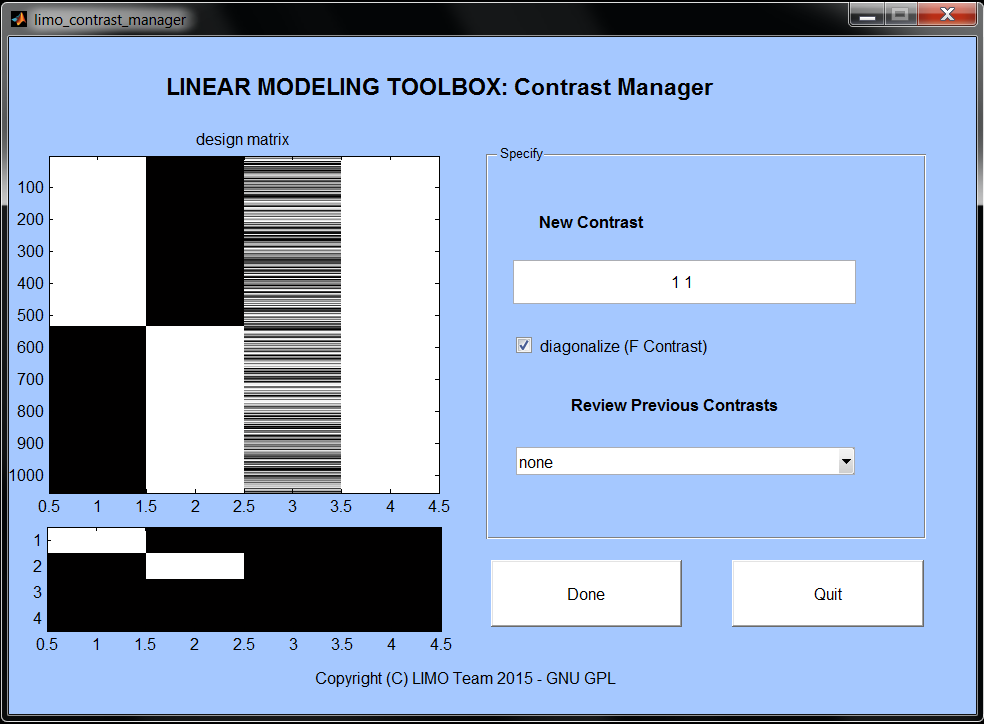 limo_contrast_manager
LINEAR MODELING TOOLBOX: Contrast Manager
design matrix
100
200
300
400
500
600
700
800
900
1000
0.5 1 1.5 2 2.5 3 3.5 4 4.5
1
2
3
4
0.5 1 1.5 2 2.5 3 3.5 4 4.5
Specify
New Contrast
1 1
diagonalize (F Contrast)
Review Previous Contrasts
none
Done
Quit
Copyright (C) LIMO Team 2015 - GNU GPL